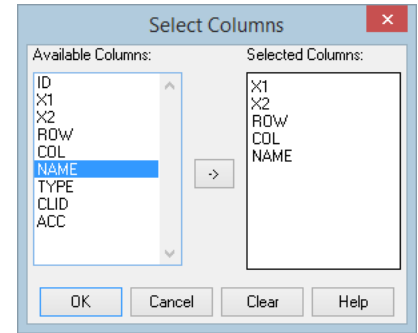 Select Columns
Available Columns:
Selected Columns:
ID
X1
X2
ROW
COL
NAME
TYPE
CLID
ACC
->
X1
X2
ROW
COL
NAME
OK
Cancel
Clear
Help